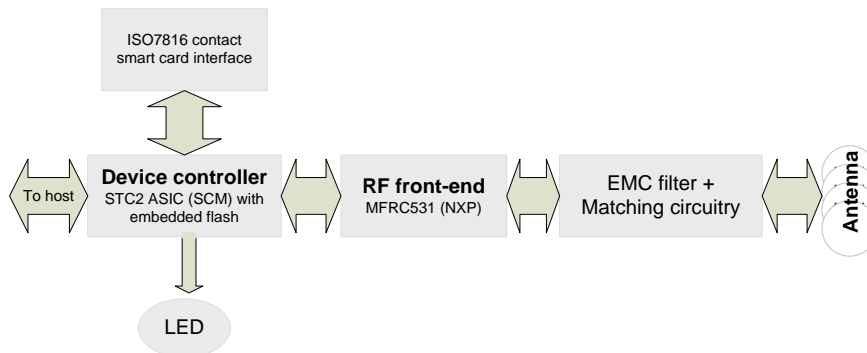 ISO7816 contact
smart card interface
To host
Device controller
STC2 ASIC (SCM) with
embedded flash
RF front-end
MFRC531 (NXP)
EMC filter +
Matching circuitry
Antenna
LED